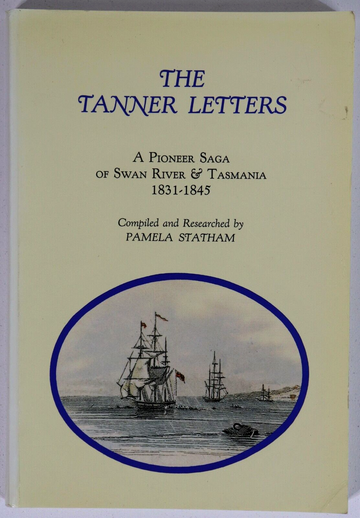 THE
TANNER LETTERS
A PIONEER SAGA
OF SWAN RIVER & TASMANIA
1831-1845
Compiled and Researched by
PAMELA STATHAM